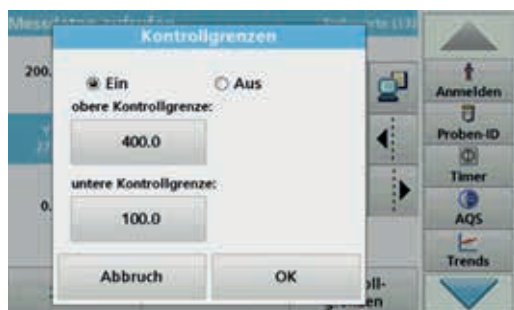 Kontrollgrenzen
200.
Ein
Aus
obere Kontrollgrenze:
400.0
untere Kontrollgrenze:
0.
100.0
Abbruch
OK
Anmelden
Proben-ID
Timer
AQS
Trends